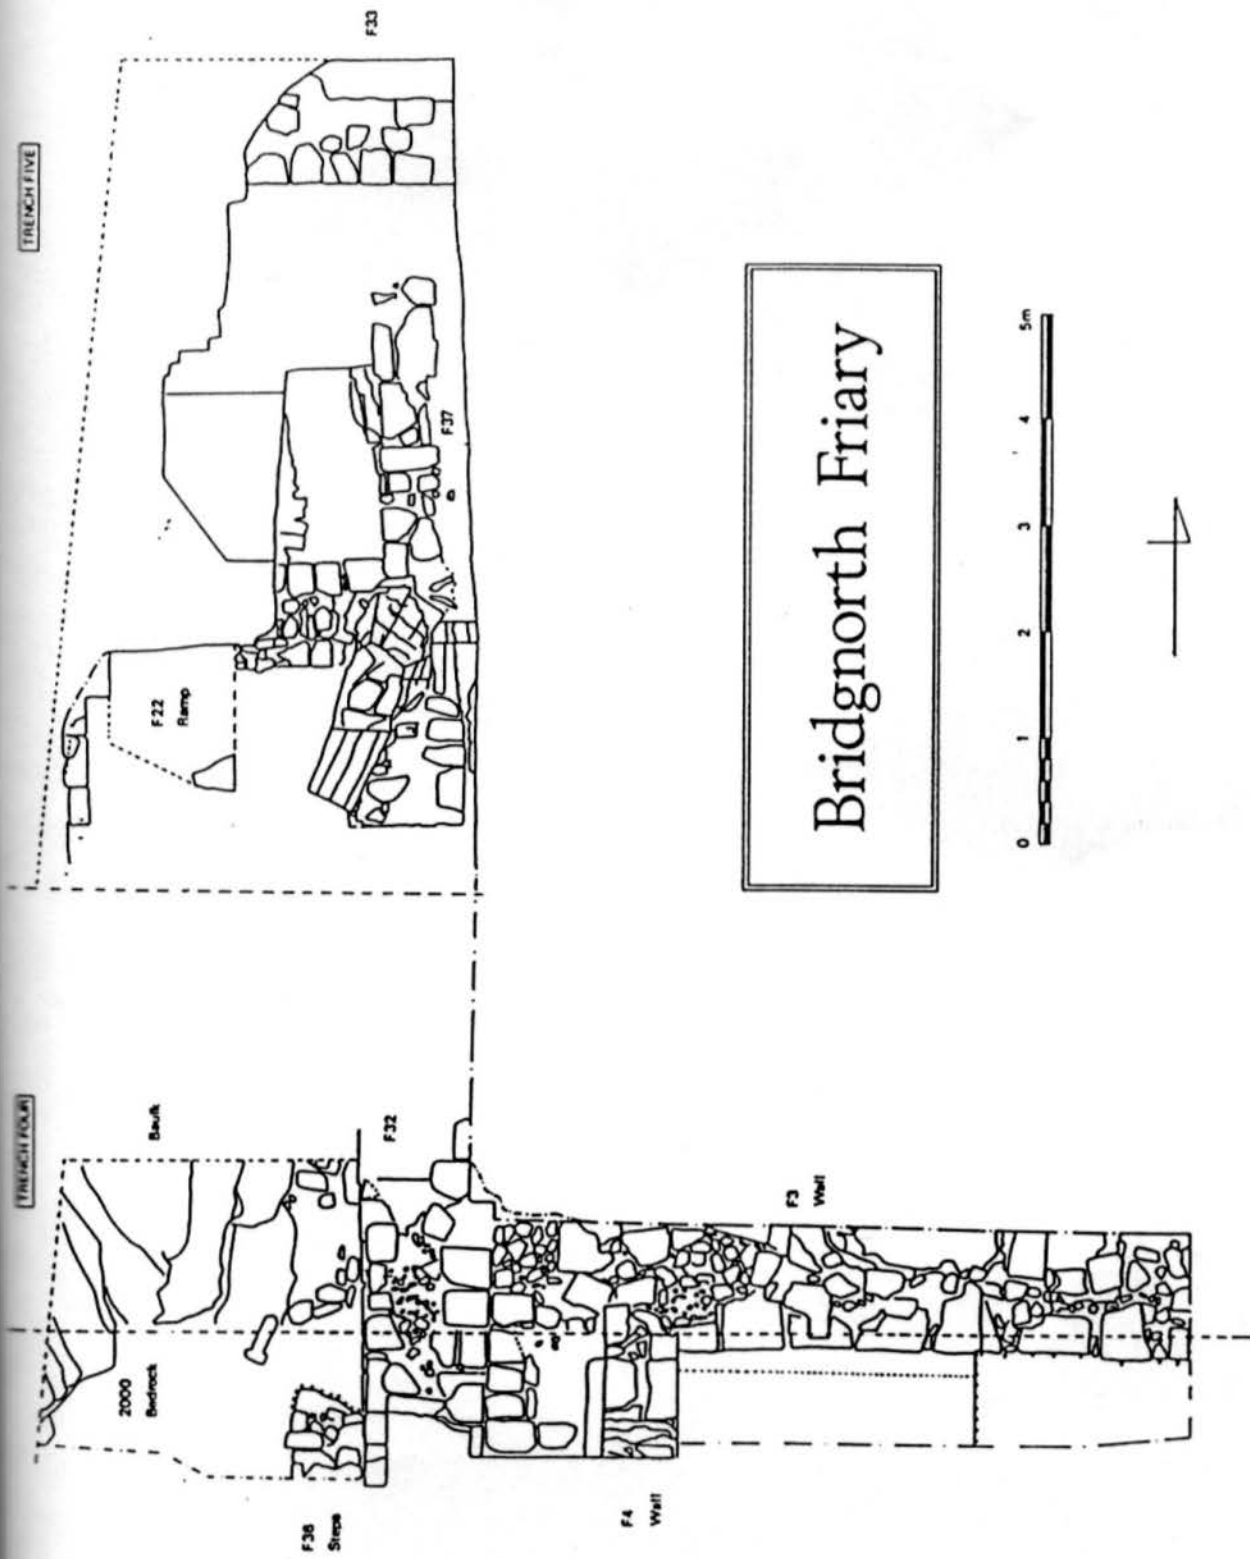 TRENCH FOUR
TRENCH FIVE
Baulk
2000
Bedrock
F22
Ramp
F33
F32
F37
F38
Steps
F4
Wall
F3
Wall
Bridgnorth Friary
0 1 2 3 4 5m